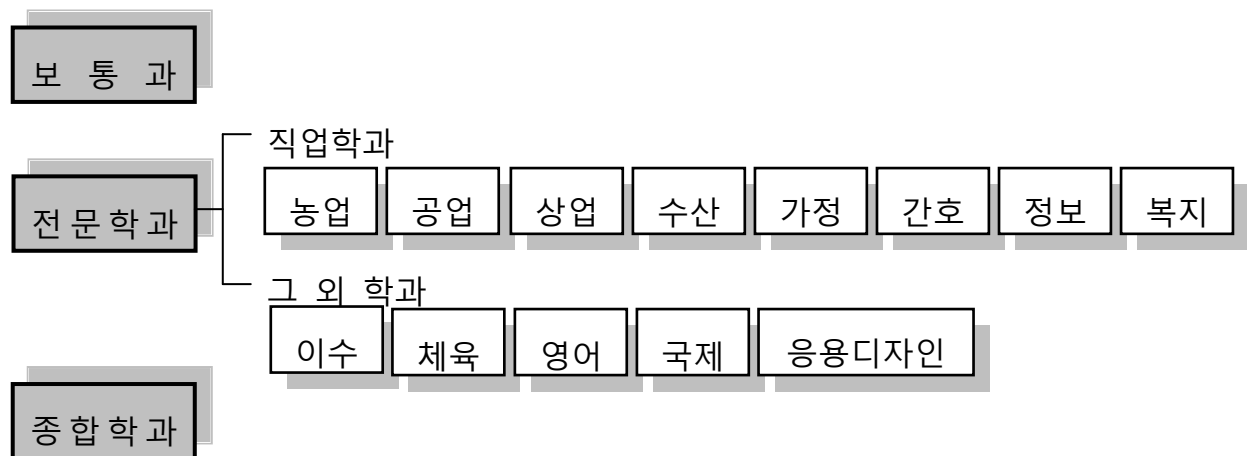 보 통 과
직업학과
전문학과
농업 공업 상업 수산 가정 간호 정보 복지
그 외 학과
이수 체육 영어 국제 응용디자인
종합학과